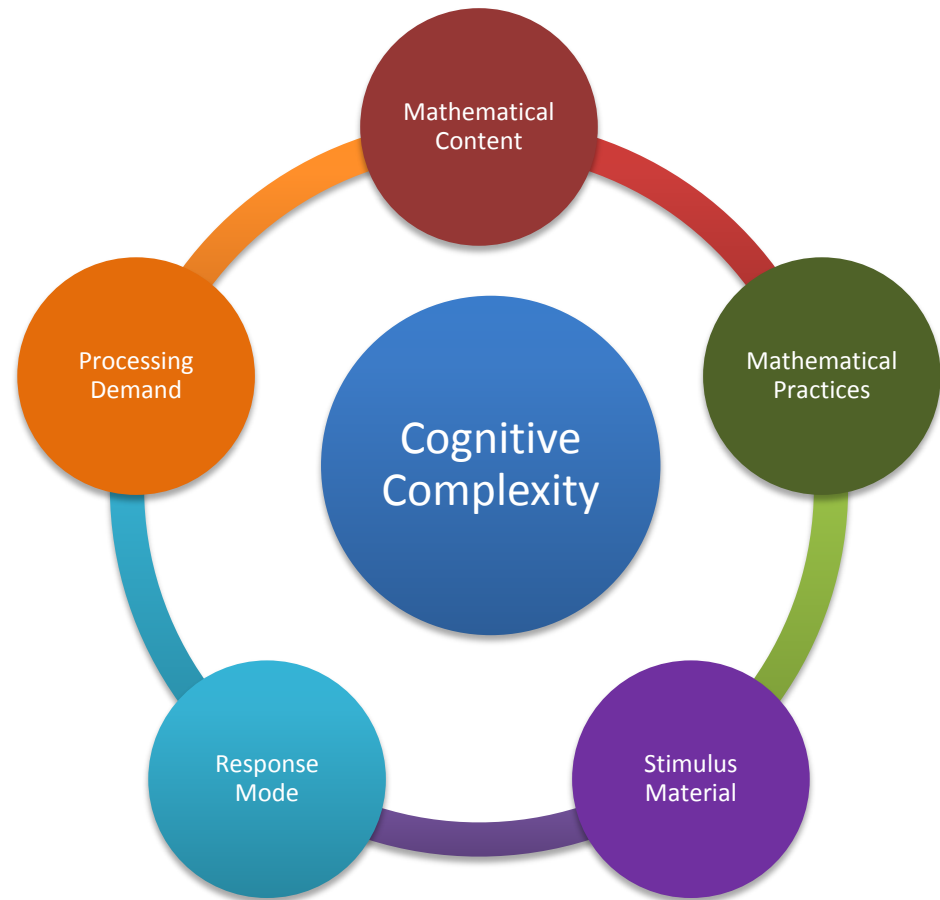 Mathematical
Content
Processing
Demand
Mathematical
Practices
Cognitive
Complexity
Response
Mode
Stimulus
Material